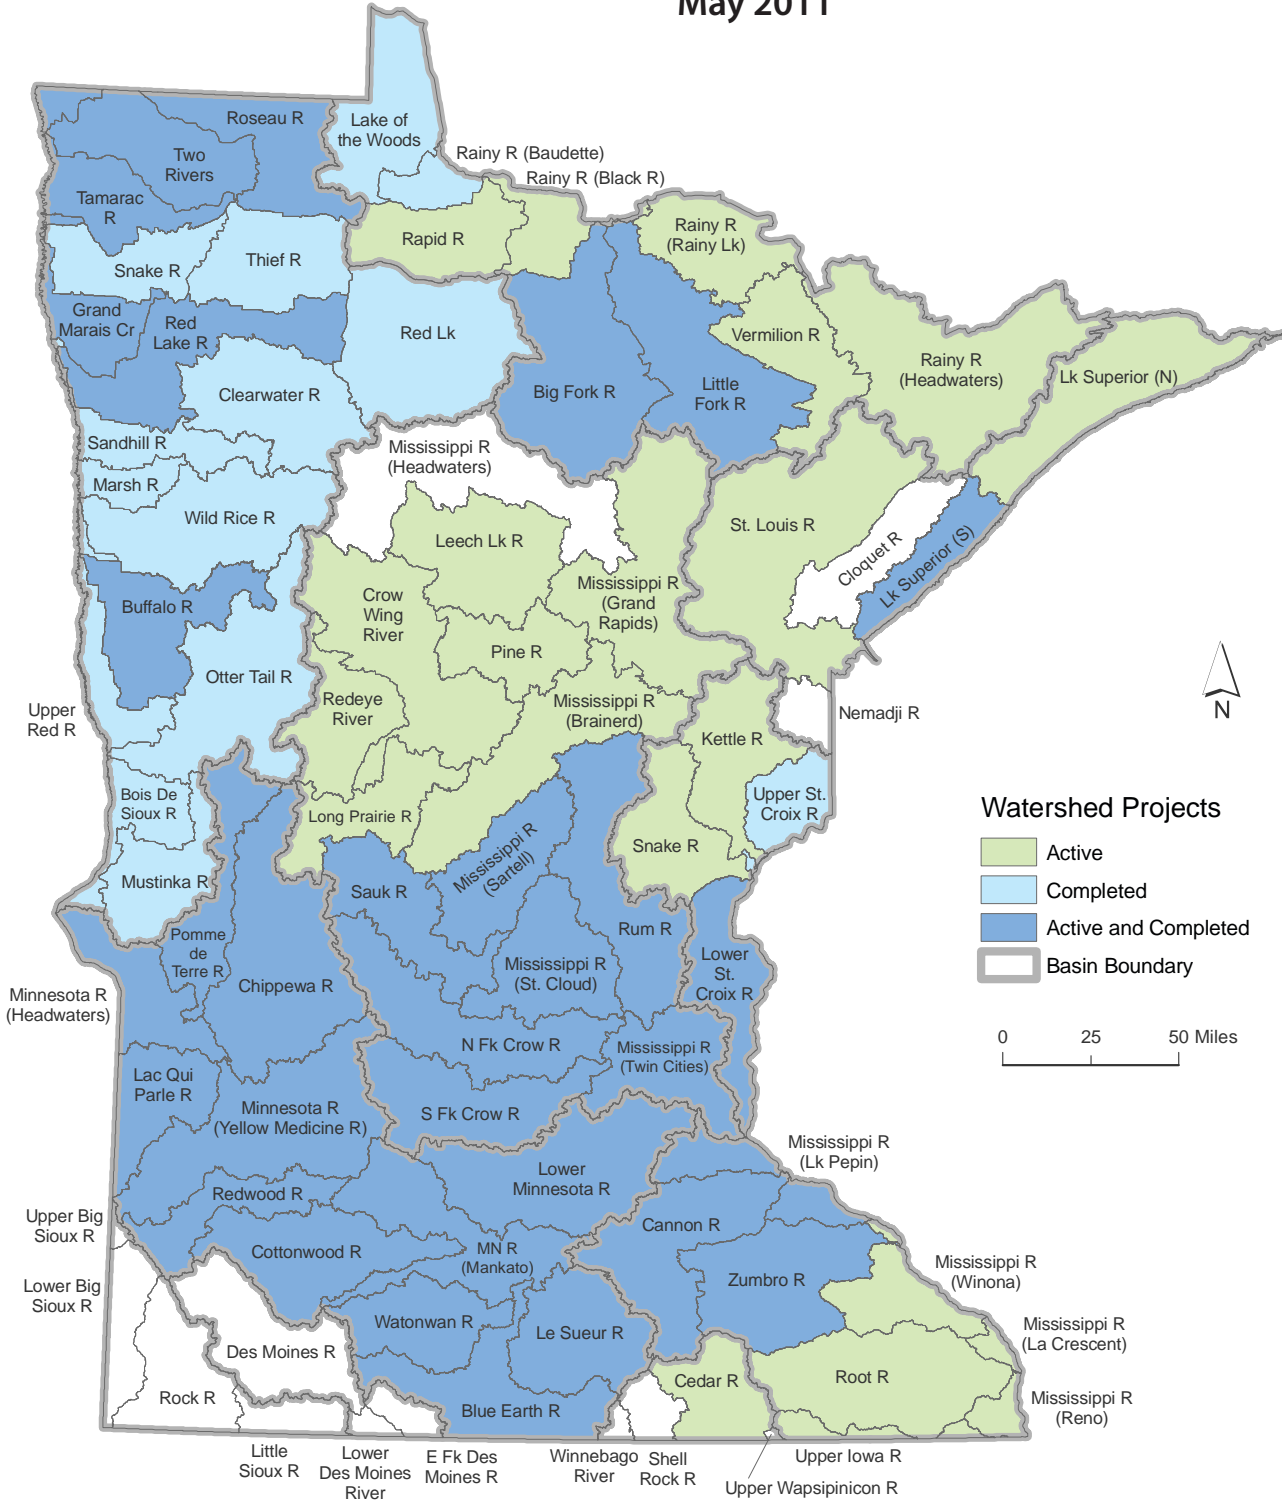 May 2011
Roseau R
Lake of
the Woods
Two
Rivers
Rainy R (Baudette)
Rainy R (Black R)
Tamarac
R
Rapid R
Rainy R
(Rainy Lk)
Snake R
Thief R
Grand
Marais Cr
Red
Lake R
Red Lk
Vermilion R
Rainy R
(Headwaters)
Lk Superior (N)
Clearwater R
Big Fork R
Little
Fork R
Sandhill R
Mississippi R
(Headwaters)
Marsh R
Wild Rice R
Leech Lk R
St. Louis R
Cloquet R
Lk Superior (S)
Buffalo R
Crow
Wing
River
Mississippi R
(Grand
Rapids)
Pine R
Otter Tail R
Upper
Red R
Redeye
River
Mississippi R
(Brainerd)
Nemadji R
N
Kettle R
Bois De
Sioux R
Long Prairie R
Upper St.
Croix R
Watershed Projects
Active
Completed
Active and Completed
Basin Boundary
Mississippi R
(Sartell)
Snake R
Mustinka R
Sauk R
Pomme
de
Terre R
Rum R
Lower
St.
Croix R
Chippewa R
Mississippi R
(St. Cloud)
Minnesota R
(Headwaters)
0 25 50 Miles
N Fk Crow R
Mississippi R
(Twin Cities)
Lac Qui
Parle R
Minnesota R
(Yellow Medicine R)
S Fk Crow R
Mississippi R
(Lk Pepin)
Lower
Minnesota R
Redwood R
Upper Big
Sioux R
Cannon R
Cottonwood R
MN R
(Mankato)
Mississippi R
(Winona)
Lower Big
Sioux R
Zumbro R
Watonwan R
Le Sueur R
Mississippi R
(La Crescent)
Des Moines R
Rock R
Cedar R
Root R
Blue Earth R
Mississippi R
(Reno)
Little
Sioux R
Lower
Des Moines
River
E Fk Des
Moines R
Winnebago
River
Shell
Rock R
Upper Iowa R
Upper Wapsipinicon R